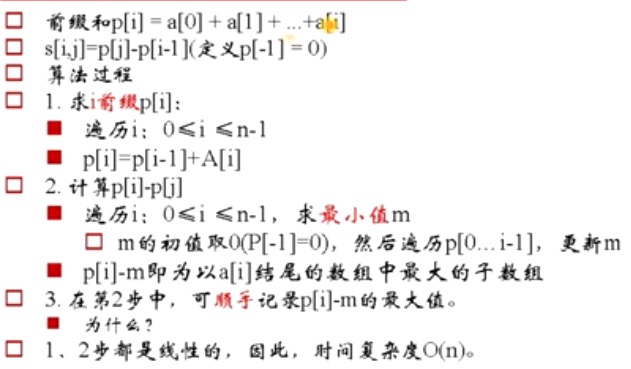 前缀和p[i] = a[0] + a[1] + ...+a[i]
s[i,j]=p[j]-p[i-1](定义p[-1] = 0)
算法过程
1. 求i前缀p[i]：
遍历i：0≤i ≤n-1
p[i]=p[i-1]+A[i]
2. 计算p[i]-p[j]
遍历i：0≤i ≤n-1，求最小值m
m的初值取0(P[-1]=0)，然后遍历p[0…i-1]，更新m
p[i]-m即为以a[i]结尾的数组中最大的子数组
3. 在第2步中，可顺手记录p[i]-m的最大值。
为什么？
1、2步都是线性的，因此，时间复杂度O(n)。